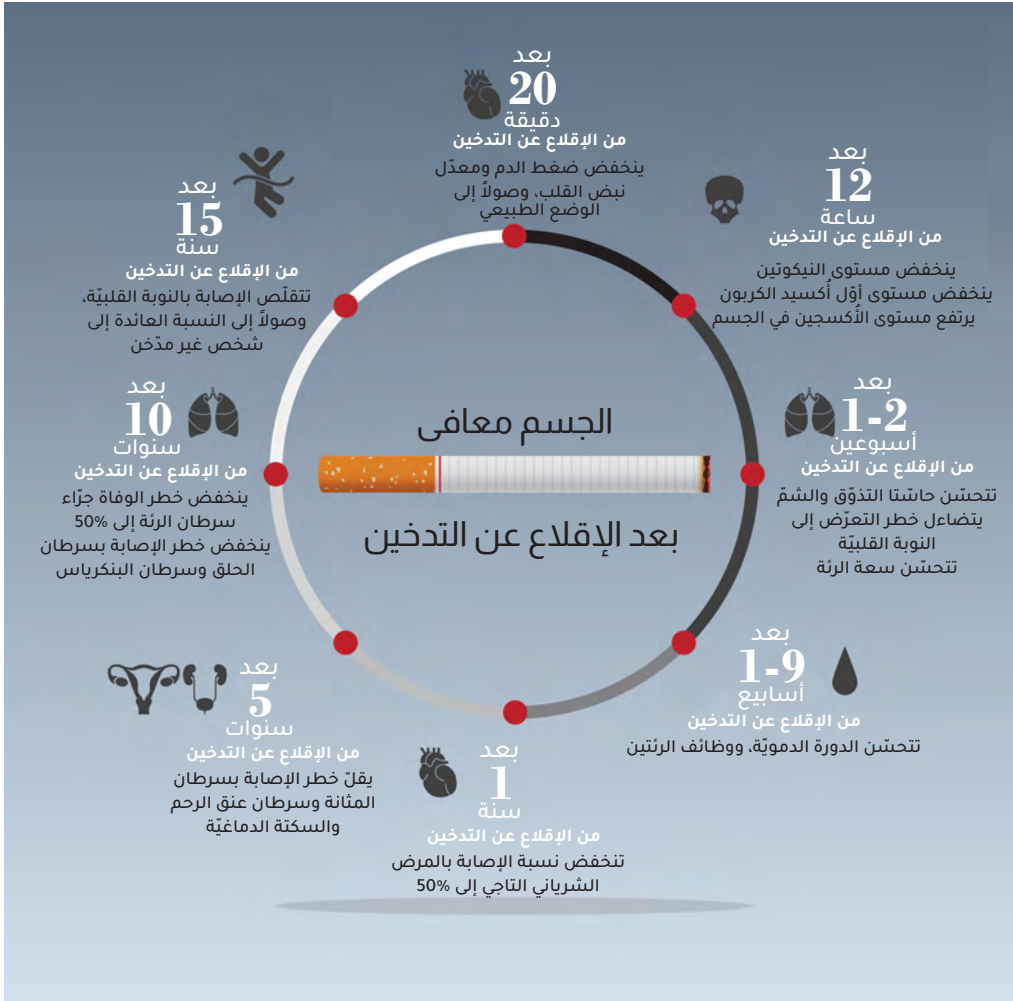 الجسم معافى
بعد الإقلاع عن التدخين
بعد
20
دقيقة
من الإقلاع عن التدخين
ينخفض ضغط الدم ومعدّل
نبض القلب، وصولاً إلى
الوضع الطبيعي
بعد
12
ساعة
من الإقلاع عن التدخين
ينخفض مستوى النيكوتين
ينخفض مستوى أوّل أُكسيد الكربون
يرتفع مستوى الأُكسجين في الجسم
بعد
1-2
أسبوعين
من الإقلاع عن التدخين
تتحسّن حاسّتا التذوّق والشمّ
يتضاءل خطر التعرّض إلى
النوبة القلبيّة
تتحسّن سعة الرئة
بعد
1-9
أسابيع
من الإقلاع عن التدخين
تتحسّن الدورة الدمويّة، ووظائف الرئتين
بعد
1
سنة
من الإقلاع عن التدخين
تنخفض نسبة الإصابة بالمرض
الشرياني التاجي إلى 50%
بعد
5
سنوات
من الإقلاع عن التدخين
يقلّ خطر الإصابة بسرطان
المثانة وسرطان عنق الرحم
والسكتة الدماغيّة
بعد
10
سنوات
من الإقلاع عن التدخين
ينخفض خطر الوفاة جرّاء
سرطان الرئة إلى 50%
ينخفض خطر الإصابة بسرطان
الحلق وسرطان البنكرياس
بعد
15
سنة
من الإقلاع عن التدخين
تتقلّص الإصابة بالنوبة القلبيّة،
وصولاً إلى النسبة العائدة إلى
شخص غير مدّخن